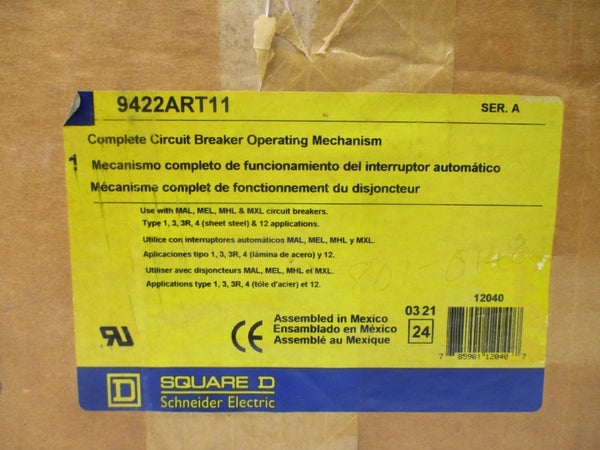 9422ART11
SER. A
Complete Circuit Breaker Operating Mechanism
1 Mecanismo completo de funcionamiento del interruptor automático
Mécanisme complet de fonctionnement du disjoncteur
Use with MAL, MEL, MHL & MXL circuit breakers.
Type 1, 3, 3R, 4 (sheet steel) & 12 applications.
Utilice con interruptores automáticos MAL, MEL, MHL y MXL.
Aplicaciones tipo 1, 3, 3R, 4 (lámina de acero) y 12.
Utiliser avec disjoncteurs MAL, MEL, MHL et MXL.
Applications type 1, 3, 3R, 4 (tôle d'acier) et 12.
Assembled in Mexico
Ensamblado en México
Assemblé au Mexique
0321
24
12040
7 85961 12040 7
CE
SQUARE D
Schneider Electric